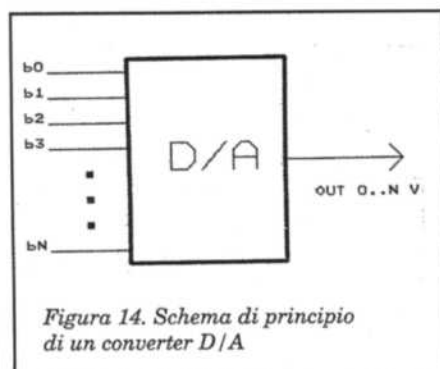 b0
b1
b2
b3
D/A
OUT 0..N V
bN
Figura 14. Schema di principio
di un converter D/A